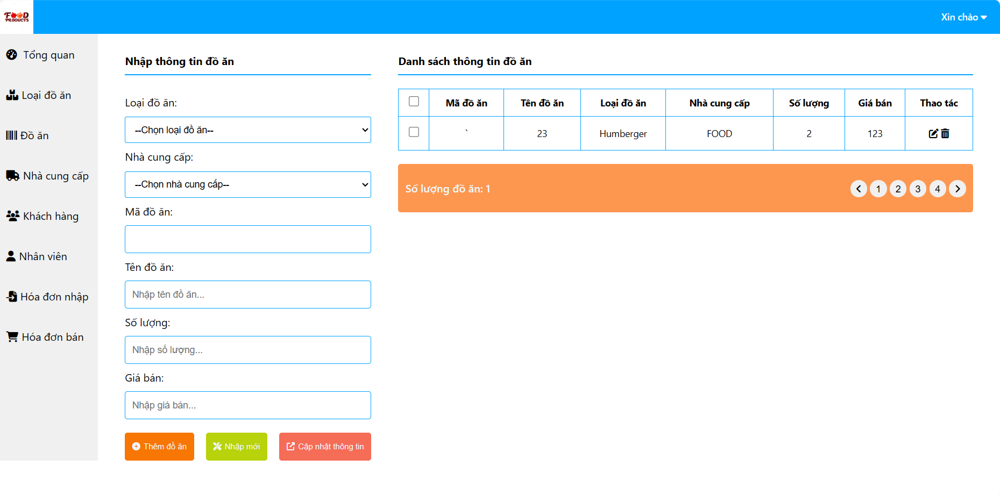 FOOD
PRODUCTS
Xin chào
Tổng quan
Loại đồ ăn
Đồ ăn
Nhà cung cấp
Khách hàng
Nhân viên
Hóa đơn nhập
Hóa đơn bán
Nhập thông tin đồ ăn
Loại đồ ăn:
--Chọn loại đồ ăn--
Nhà cung cấp:
--Chọn nhà cung cấp--
Mã đồ ăn:
Tên đồ ăn:
Nhập tên đồ ăn...
Số lượng:
Nhập số lượng...
Giá bán:
Nhập giá bán...
Thêm đồ ăn Nhập mới Cập nhật thông tin
Danh sách thông tin đồ ăn
Mã đồ ăn Tên đồ ăn Loại đồ ăn Nhà cung cấp Số lượng Giá bán Thao tác
` 23 Humberger FOOD 2 123
Số lượng đồ ăn: 1 1 2 3 4